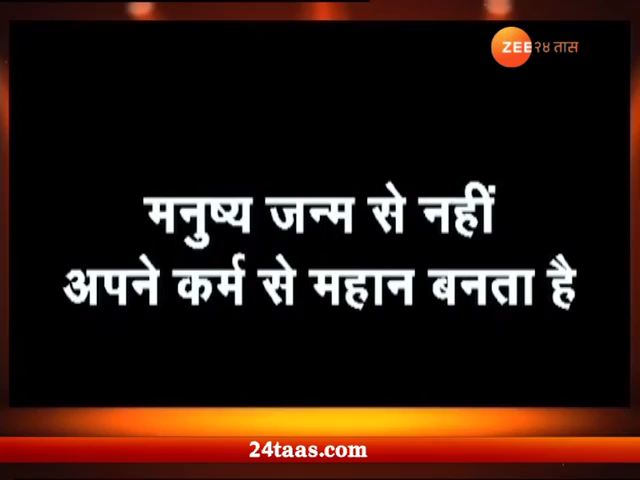 ZEE २४ तास
मनुष्य जन्म से नहीं
अपने कर्म से महान बनता है
24taas.com